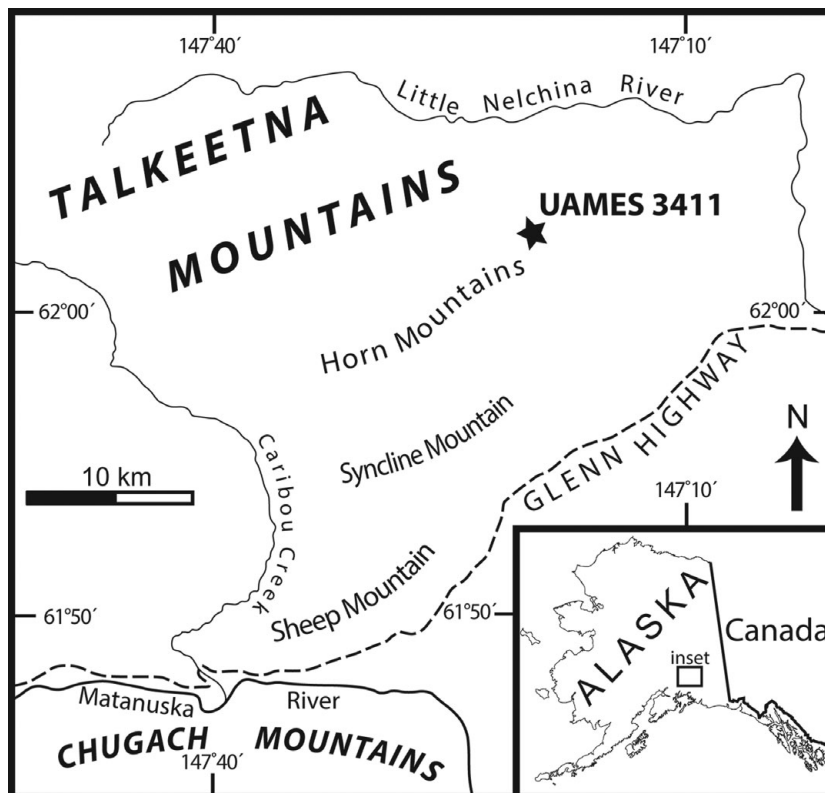 147°40´
147°10´
Little Nelchina River
TALKEETNA
MOUNTAINS
UAMES 3411
Horn Mountains
62°00´
62°00´
GLENN HIGHWAY
Syncline Mountain
Caribou Creek
10 km
N
147°10´
61°50´
61°50´
Sheep Mountain
ALASKA
Canada
inset
Matanuska River
CHUGACH MOUNTAINS
147°40´